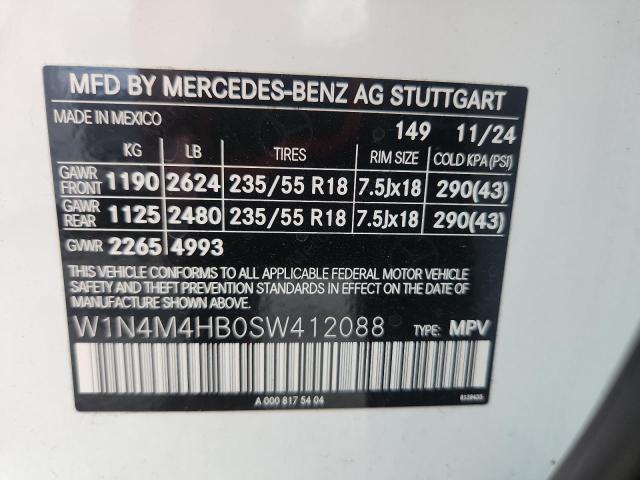 MFD BY MERCEDES-BENZ AG STUTTGART
MADE IN MEXICO 149 11/24
KG LB TIRES RIM SIZE COLD KPA(PSI)
GAWR FRONT 1190 2624 235/55 R18 7.5Jx18 290(43)
GAWR REAR 1125 2480 235/55 R18 7.5Jx18 290(43)
GVWR 2265 4993
THIS VEHICLE CONFORMS TO ALL APPLICABLE FEDERAL MOTOR VEHICLE
SAFETY AND THEFT PREVENTION STANDARDS IN EFFECT ON THE DATE
OF MANUFACTURE SHOWN ABOVE.
W1N4M4HB0SW412088 TYPE: MPV
A 000 817 54 04